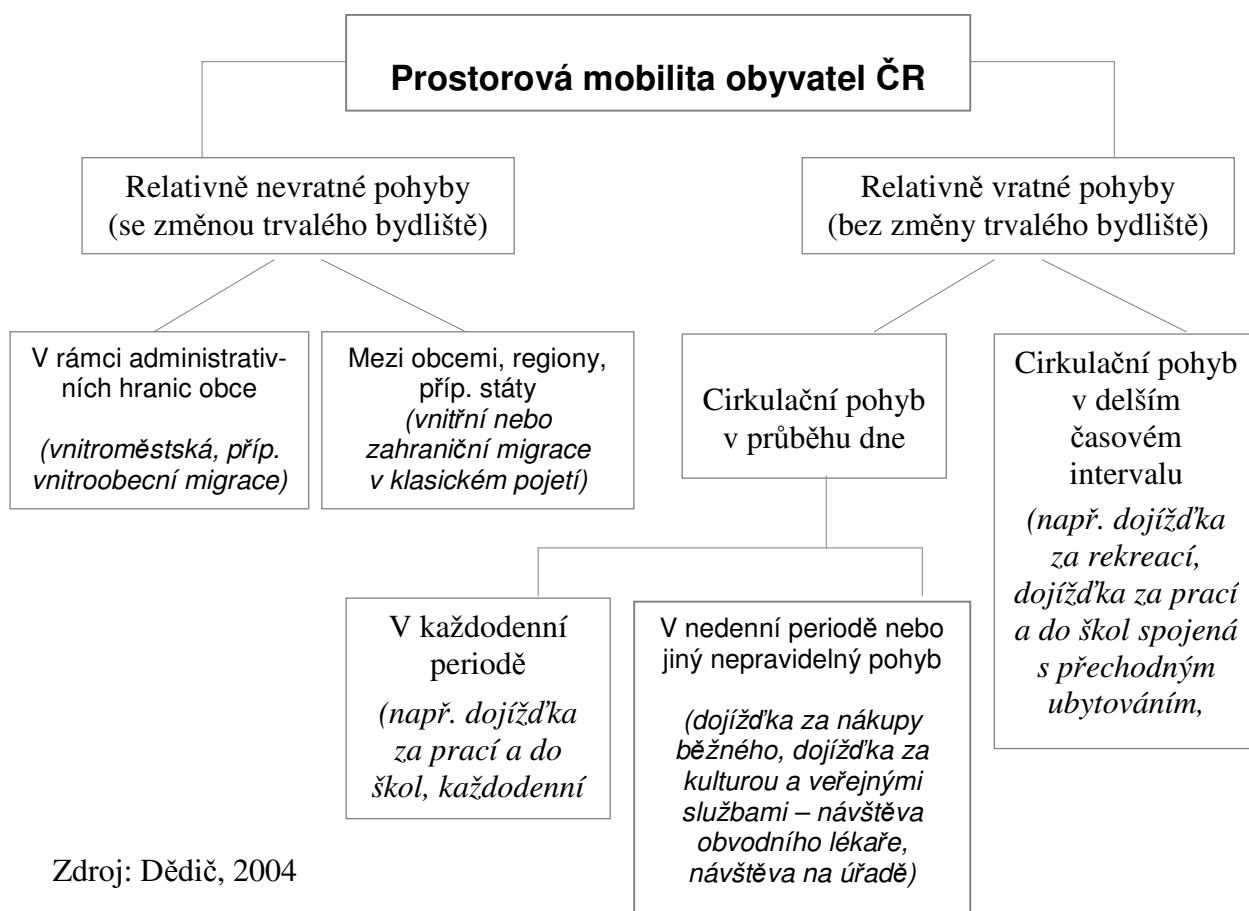 Prostorová mobilita obyvatel ČR
Relativně nevratné pohyby
(se změnou trvalého bydliště)
Relativně vratné pohyby
(bez změny trvalého bydliště)
V rámci administrativ-
ních hranic obce
(vnitroměstská, příp.
vnitroobecní migrace)
Mezi obcemi, regiony,
příp. státy
(vnitřní nebo
zahraniční migrace
v klasickém pojetí)
Cirkulační pohyb
v průběhu dne
Cirkulační pohyb
v delším
časovém
intervalu
(např. dojížďka
za rekreací,
dojížďka za prací
a do škol spojená
s přechodným
ubytováním,
V každodenní
periodě
(např. dojížďka
za prací a do
škol, každodenní
V nedenní periodě nebo
jiný nepravidelný pohyb
(dojížďka za nákupy
běžného, dojížďka za
kulturou a veřejnými
službami – návštěva
obvodního lékaře,
návštěva na úřadě)
Zdroj: Dědič, 2004